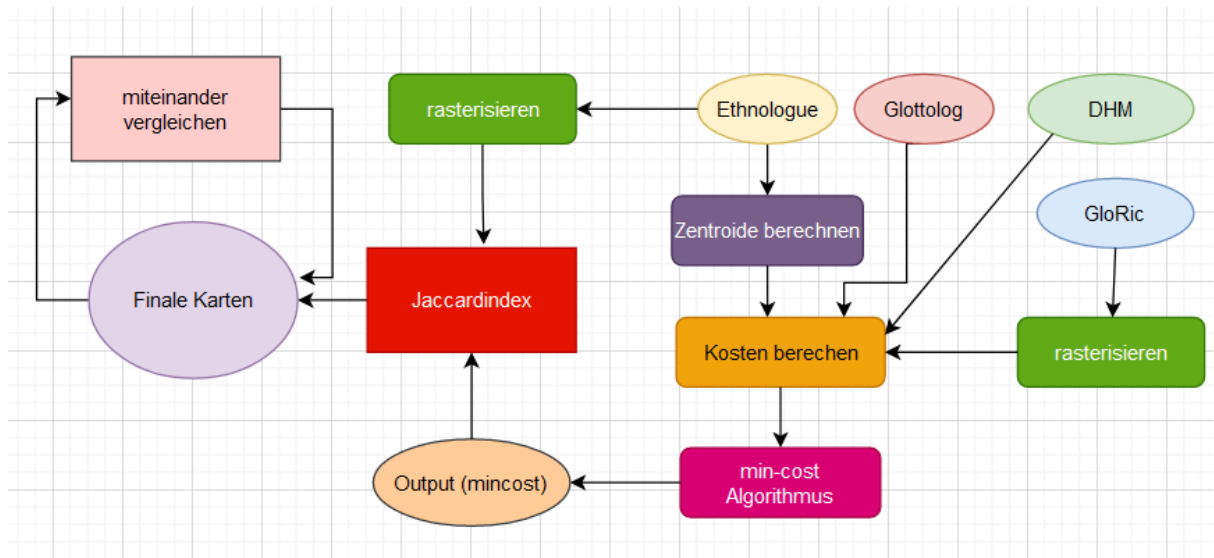 miteinander
vergleichen
rasterisieren
Ethnologue
Glottolog
DHM
Zentroide berechnen
GloRic
Finale Karten
Jaccardindex
Kosten berechen
rasterisieren
Output (mincost)
min-cost
Algorithmus